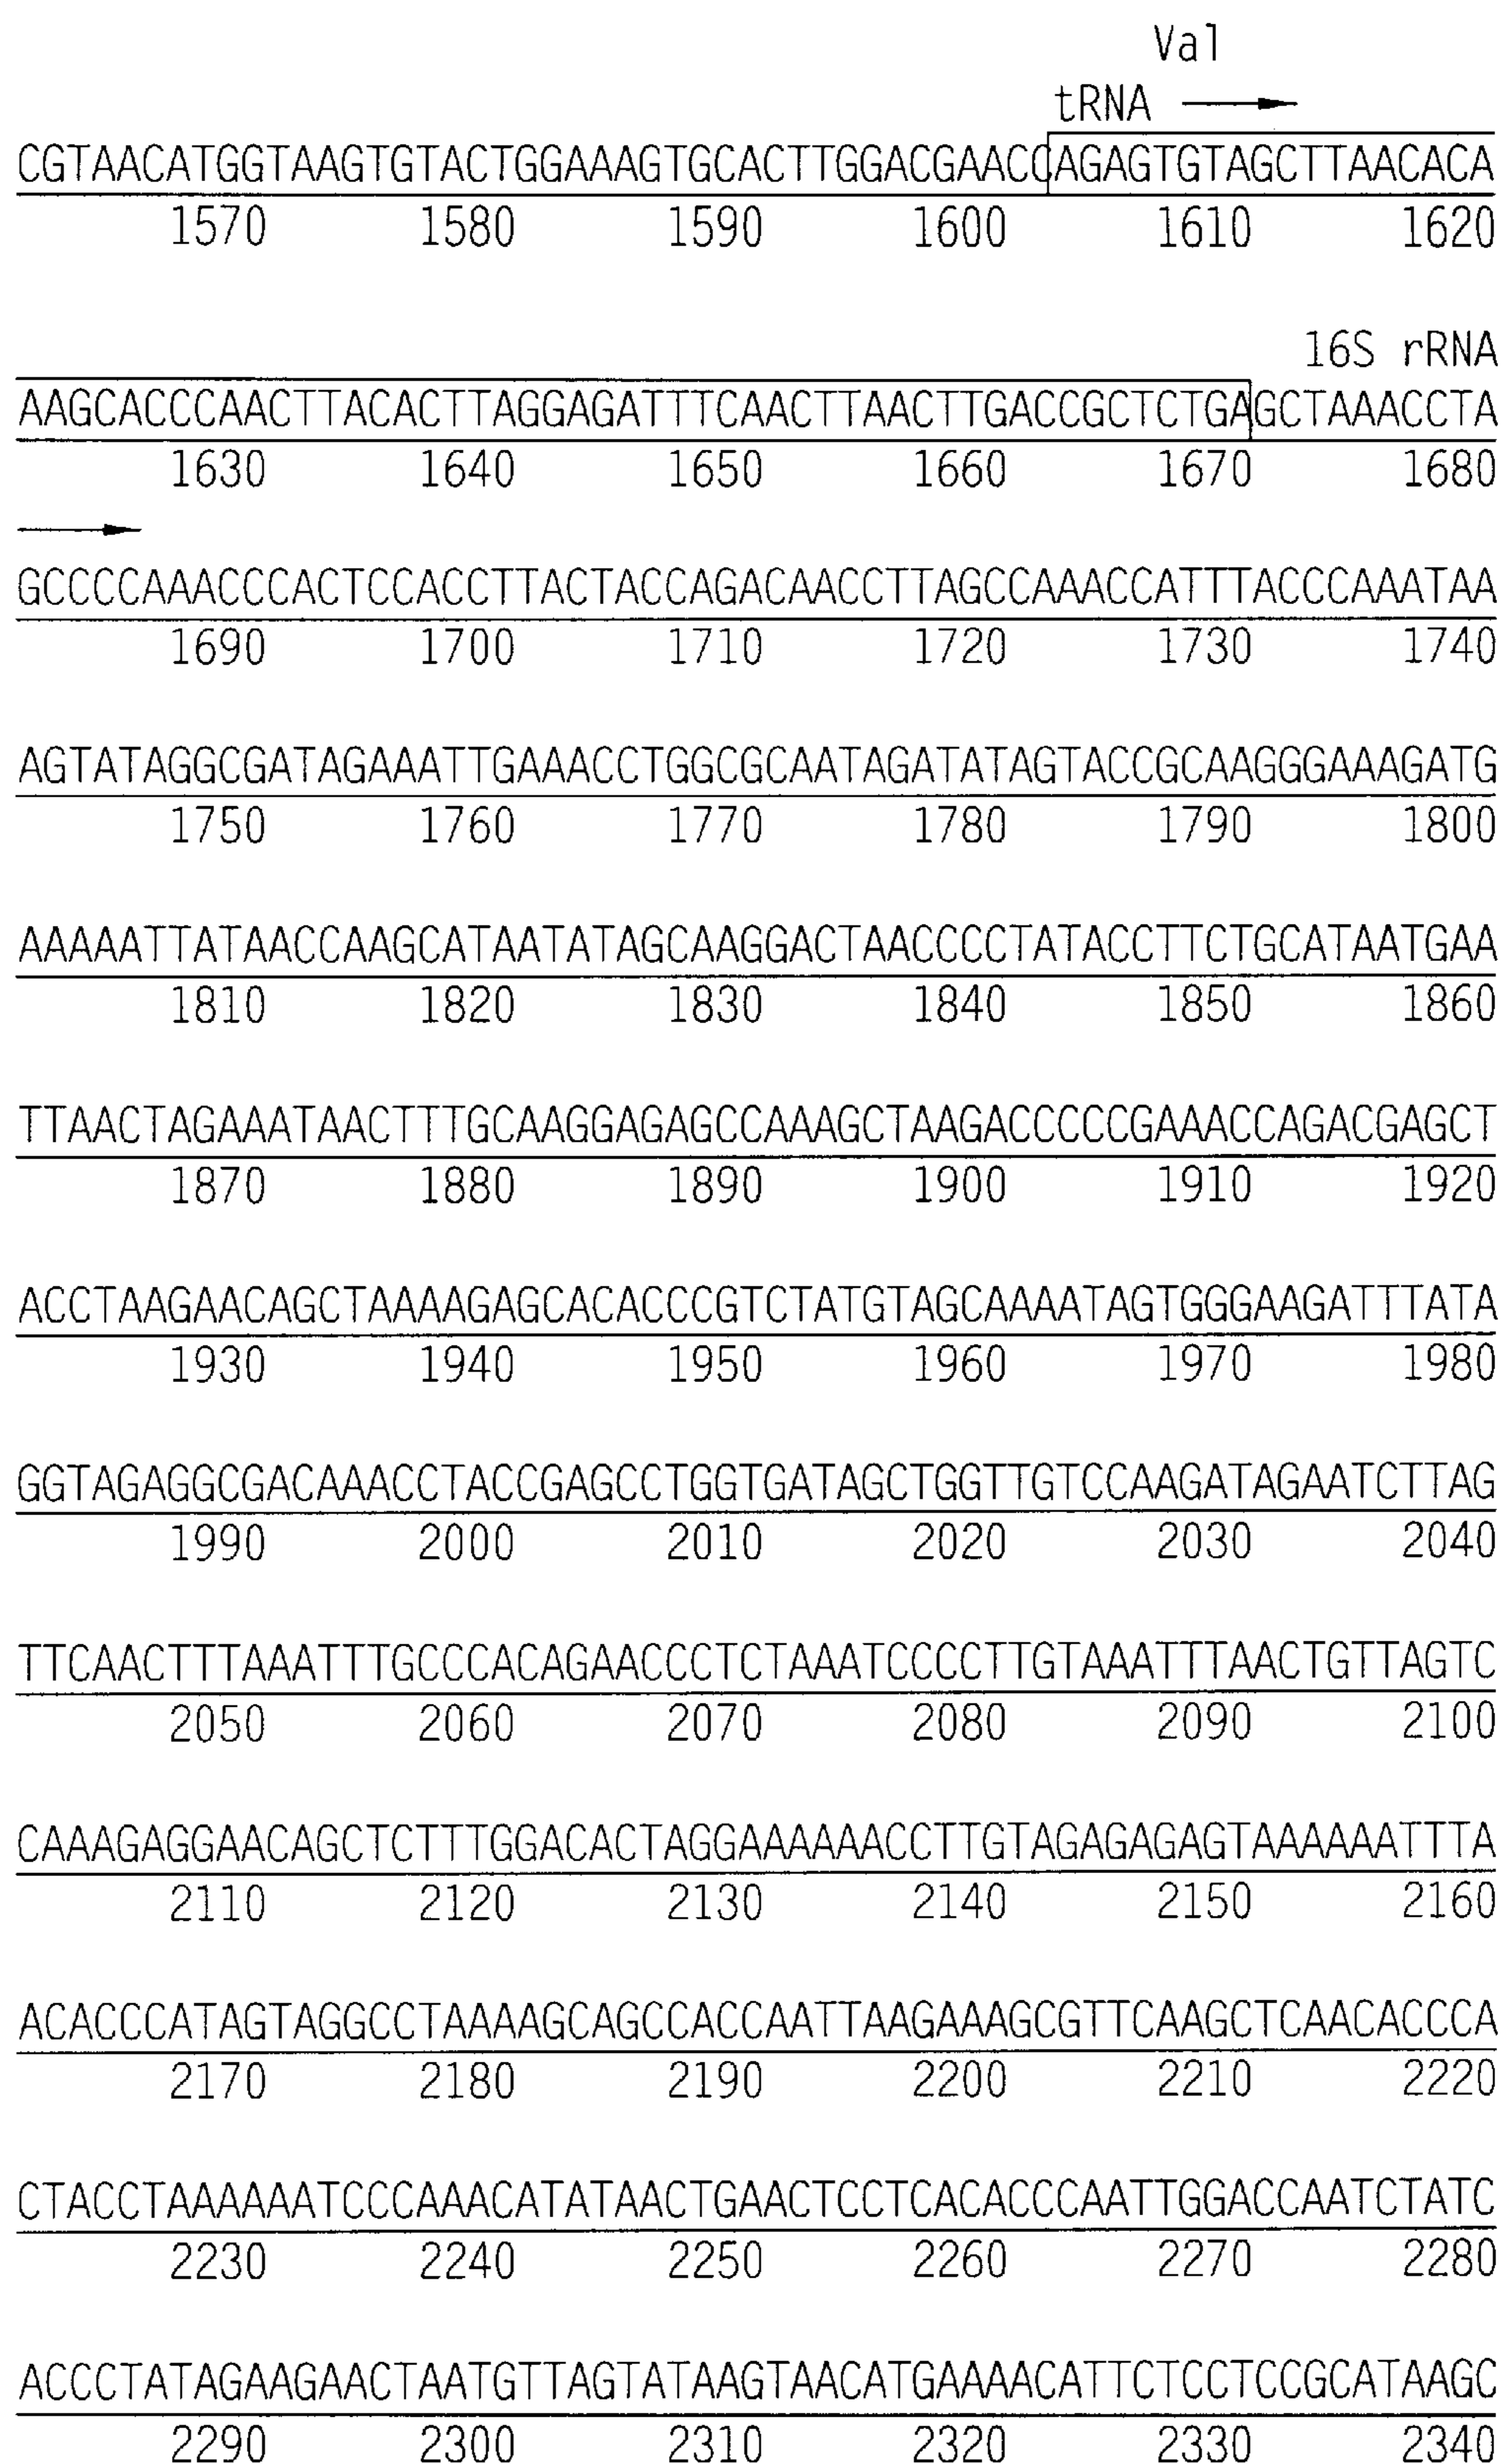 Val
tRNA
CGTAACATGGTAAGTGTACTGGAAAGTGCACTTGGACGAACCAGAGTGTAGCTTAACACA
1570 1580 1590 1600 1610 1620
16S rRNA
AAGCACCCAACTTACACTTAGGAGATTTCAACTTAACTTGACCGCTCTGAGCTAAACCTA
1630 1640 1650 1660 1670 1680
GCCCCAAACCCACTCCACCTTACTACCAGACAACCTTAGCCAAACCATTTACCCAAATAA
1690 1700 1710 1720 1730 1740
AGTATAGGCGATAGAAATTGAAACCTGGCGCAATAGATATAGTACCGCAAGGGAAAGATG
1750 1760 1770 1780 1790 1800
AAAAATTATAACCAAGCATAATATAGCAAGGACTAACCCCTATACCTTCTGCATAATGAA
1810 1820 1830 1840 1850 1860
TTAACTAGAAATAACTTTGCAAGGAGAGCCAAAGCTAAGACCCCCGAAACCAGACGAGCT
1870 1880 1890 1900 1910 1920
ACCTAAGAACAGCTAAAAGAGCACACCCGTCTATGTAGCAAAATAGTGGGAAGATTTATA
1930 1940 1950 1960 1970 1980
GGTAGAGGCGACAAACCTACCGAGCCTGGTGATAGCTGGTTGTCCAAGATAGAATCTTAG
1990 2000 2010 2020 2030 2040
TTCAACTTTAAATTTGCCCACAGAACCCTCTAAATCCCCTTGTAAATTTAACTGTTAGTC
2050 2060 2070 2080 2090 2100
CAAAGAGGAACAGCTCTTTGGACACTAGGAAAAAACCTTGTAGAGAGAGTAAAAAATTTA
2110 2120 2130 2140 2150 2160
ACACCCATAGTAGGCCTAAAAGCAGCCACCAATTAAGAAAGCGTTCAAGCTCAACACCCA
2170 2180 2190 2200 2210 2220
CTACCTAAAAAATCCCAAACATATAACTGAACTCCTCACACCCAATTGGACCAATCTATC
2230 2240 2250 2260 2270 2280
ACCCTATAGAAGAACTAATGTTAGTATAAGTAACATGAAAACATTCTCCTCCGCATAAGC
2290 2300 2310 2320 2330 2340